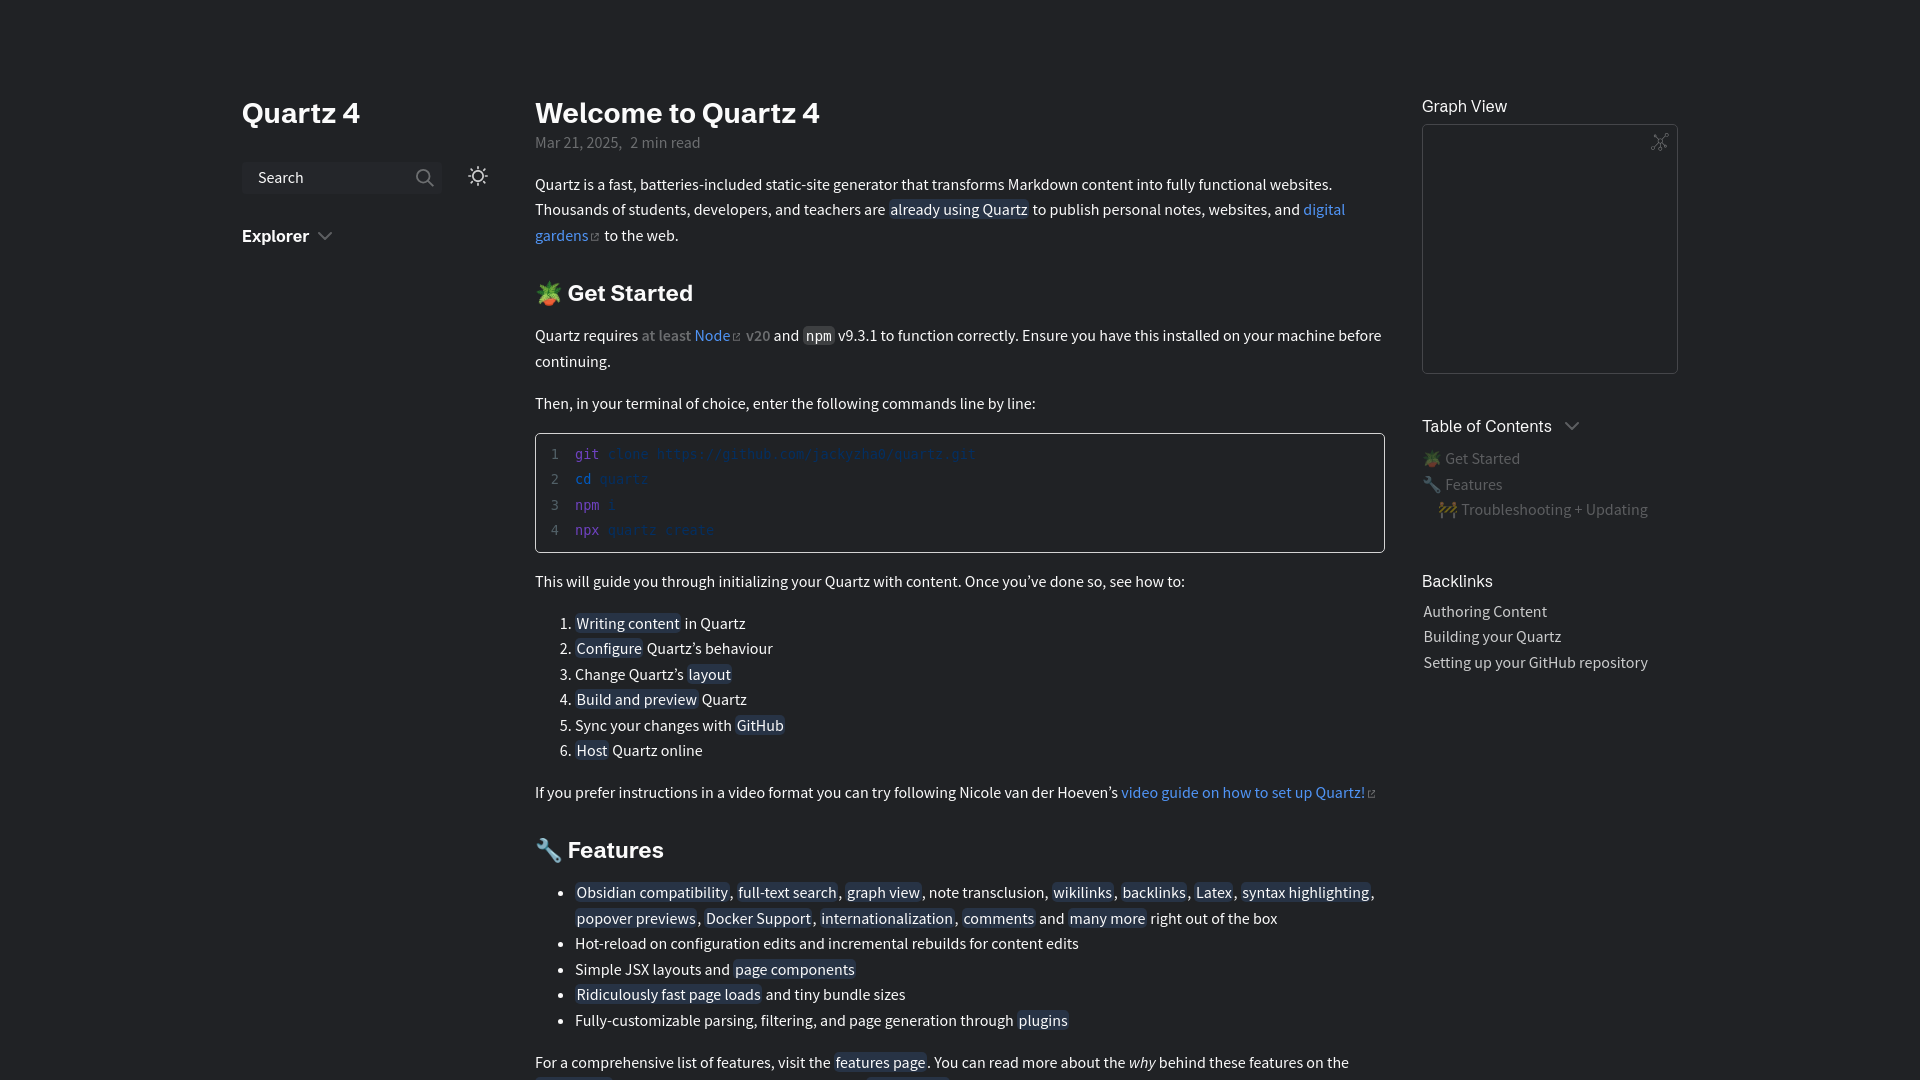 Quartz 4
Search
Explorer
Welcome to Quartz 4
Mar 21, 2025, 2 min read
Quartz is a fast, batteries-included static-site generator that transforms Markdown content into fully functional websites.
Thousands of students, developers, and teachers are already using Quartz to publish personal notes, websites, and digital
gardens to the web.
🪴 Get Started
Quartz requires at least Node v20 and npm v9.3.1 to function correctly. Ensure you have this installed on your machine before
continuing.
Then, in your terminal of choice, enter the following commands line by line:
1 git clone https://github.com/jackyzha0/quartz.git
2 cd quartz
3 npm i
4 npx quartz create
This will guide you through initializing your Quartz with content. Once you’ve done so, see how to:
1. Writing content in Quartz
2. Configure Quartz’s behaviour
3. Change Quartz’s layout
4. Build and preview Quartz
5. Sync your changes with GitHub
6. Host Quartz online
If you prefer instructions in a video format you can try following Nicole van der Hoeven’s video guide on how to set up Quartz!
🔧 Features
• Obsidian compatibility, full-text search, graph view, note transclusion, wikilinks, backlinks, Latex, syntax highlighting,
popover previews, Docker Support, internationalization, comments and many more right out of the box
• Hot-reload on configuration edits and incremental rebuilds for content edits
• Simple JSX layouts and page components
• Ridiculously fast page loads and tiny bundle sizes
• Fully-customizable parsing, filtering, and page generation through plugins
For a comprehensive list of features, visit the features page. You can read more about the why behind these features on the
Graph View
Table of Contents
🪴 Get Started
🔧 Features
🚧 Troubleshooting + Updating
Backlinks
Authoring Content
Building your Quartz
Setting up your GitHub repository